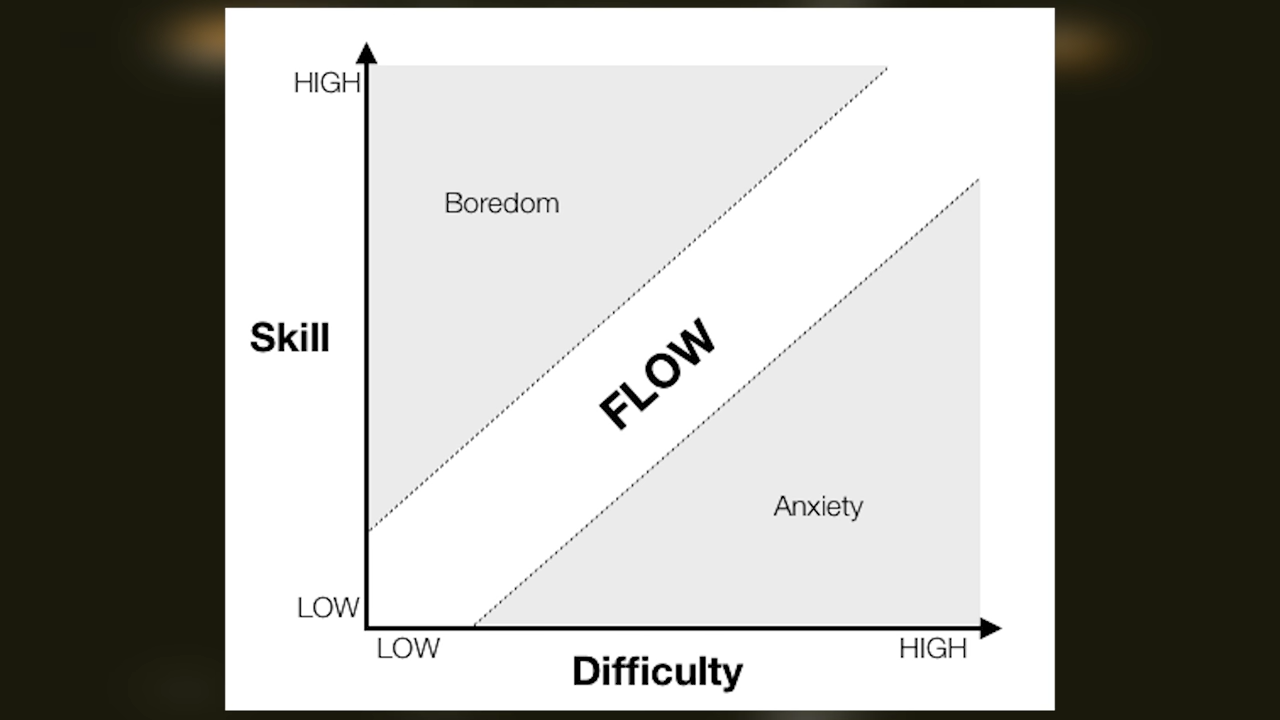 HIGH
Boredom
Skill
FLOW
Anxiety
LOW
LOW
HIGH
Difficulty